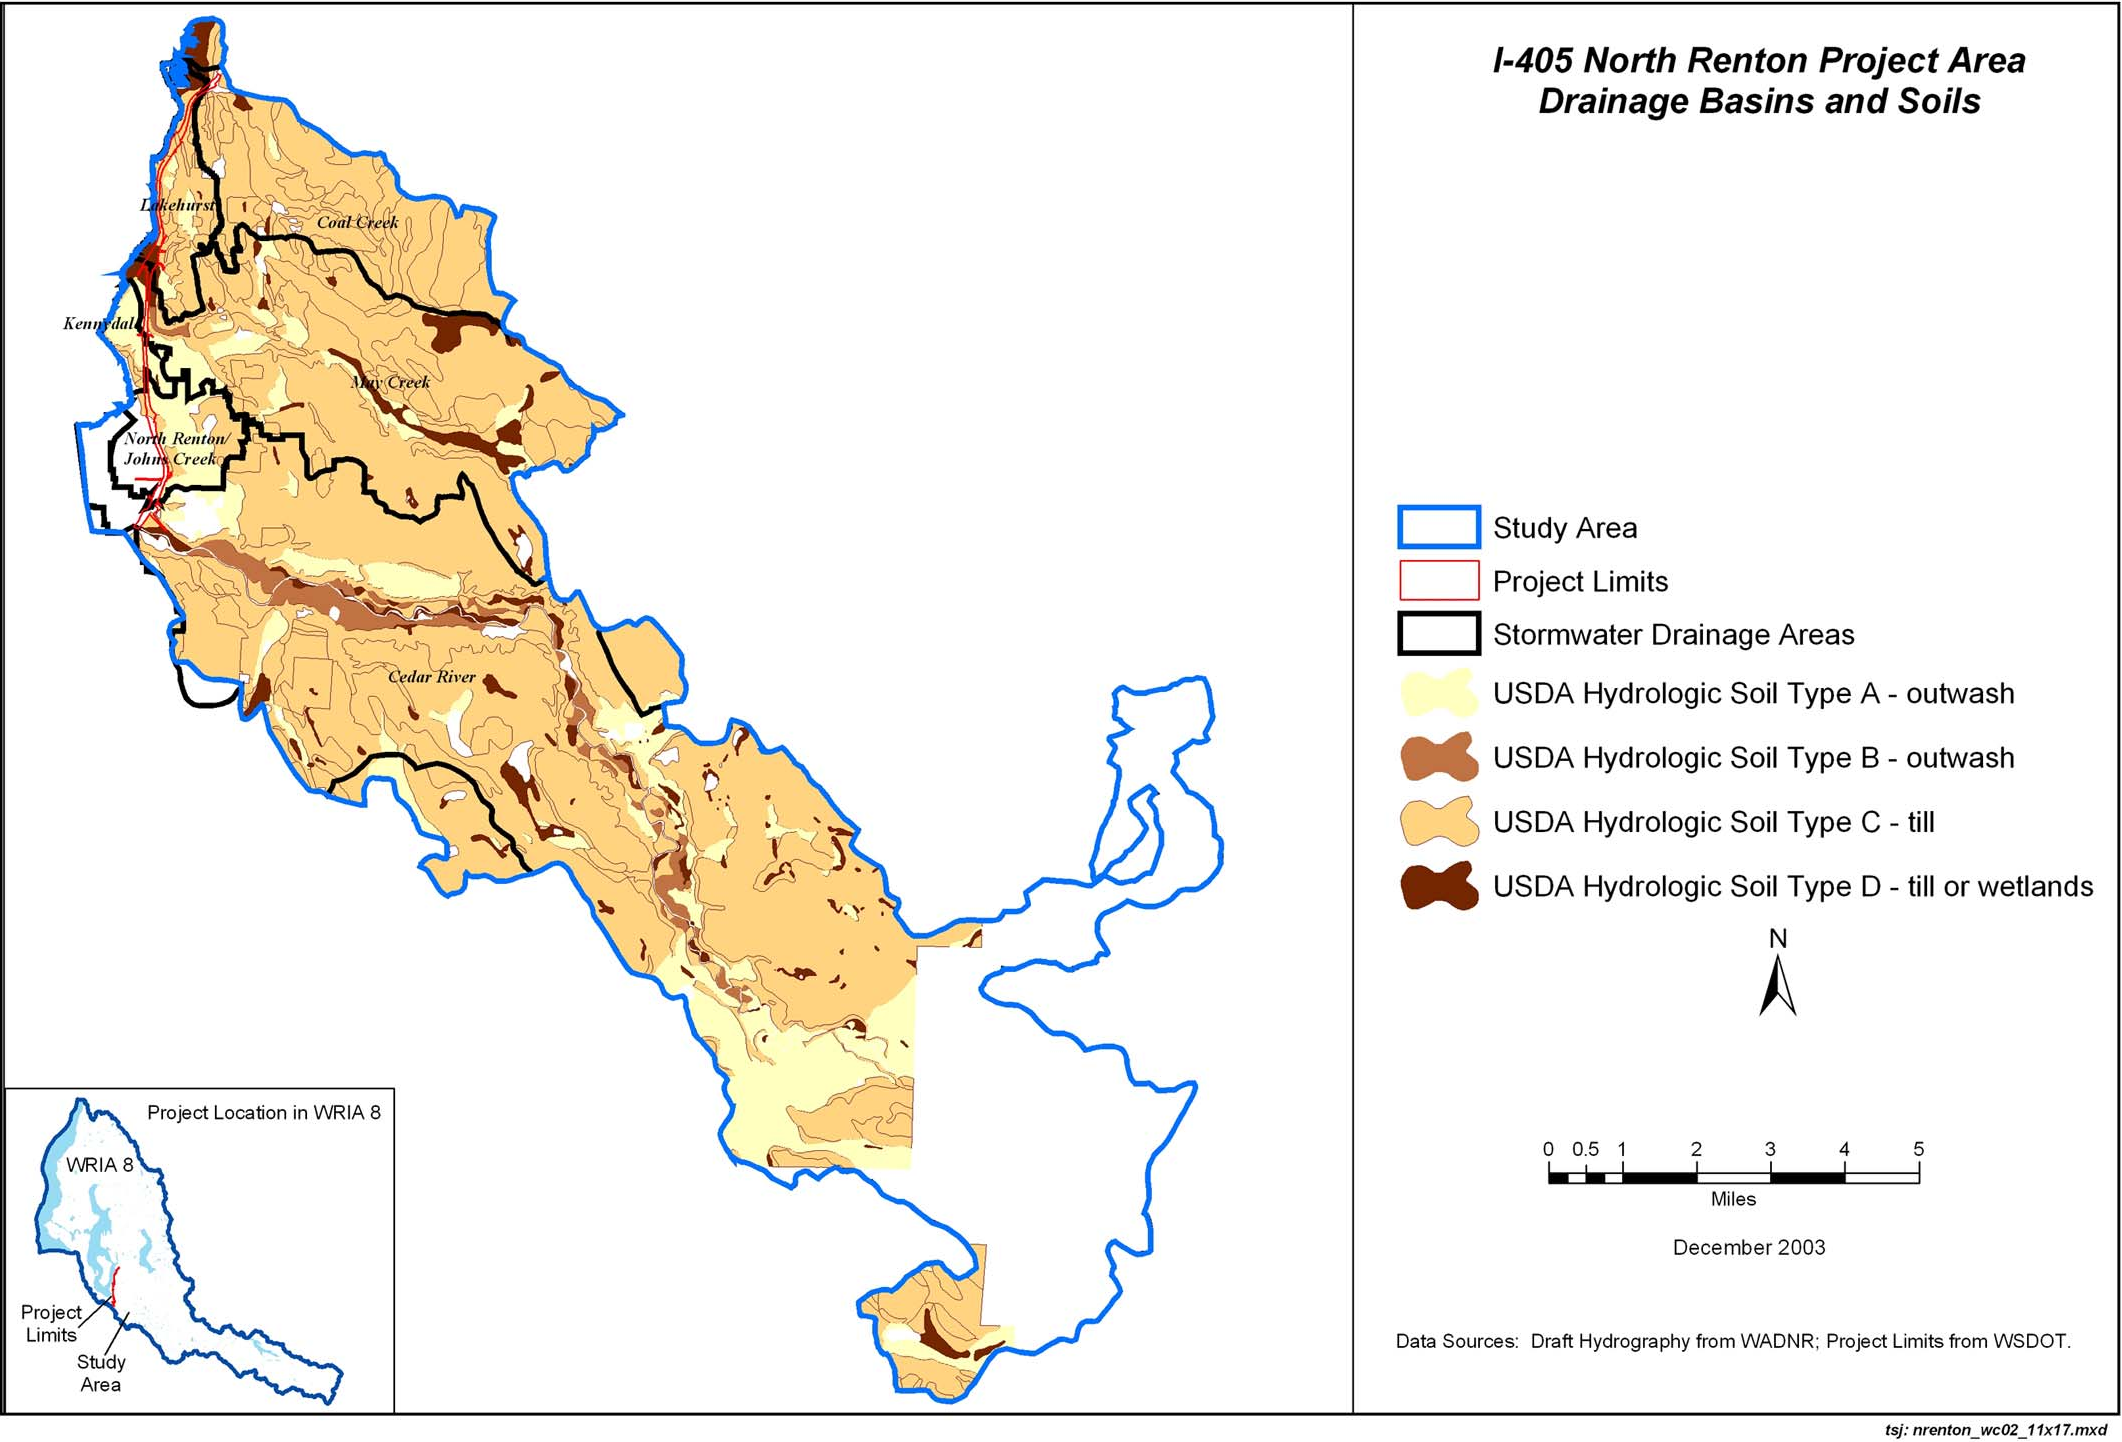 I-405 North Renton Project Area
Drainage Basins and Soils
Lakehurst
Coal Creek
Kennydale
May Creek
North Renton/
Johns Creek
Cedar River
Study Area
Project Limits
Stormwater Drainage Areas
USDA Hydrologic Soil Type A - outwash
USDA Hydrologic Soil Type B - outwash
USDA Hydrologic Soil Type C - till
USDA Hydrologic Soil Type D - till or wetlands
N
0 0.5 1 2 3 4 5
Miles
December 2003
Data Sources: Draft Hydrography from WADNR; Project Limits from WSDOT.
Project Location in WRIA 8
WRIA 8
Project
Limits
Study
Area
tsj: nrenton_wc02_11x17.mxd